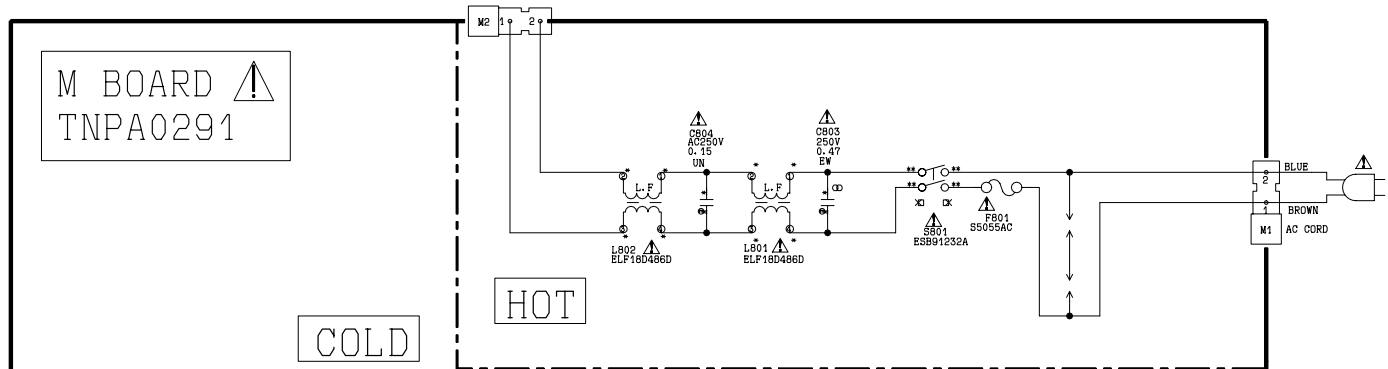 M2 1 2
M BOARD
TNPA0291
C804
AC250V
0.15
UN
C803
250V
0.47
EW
L.F
L.F
L802
ELF18D486D
L801
ELF18D486D
S801
ESB91232A
F801
S5055AC
2
1
M1
BLUE
BROWN
AC CORD
HOT
COLD